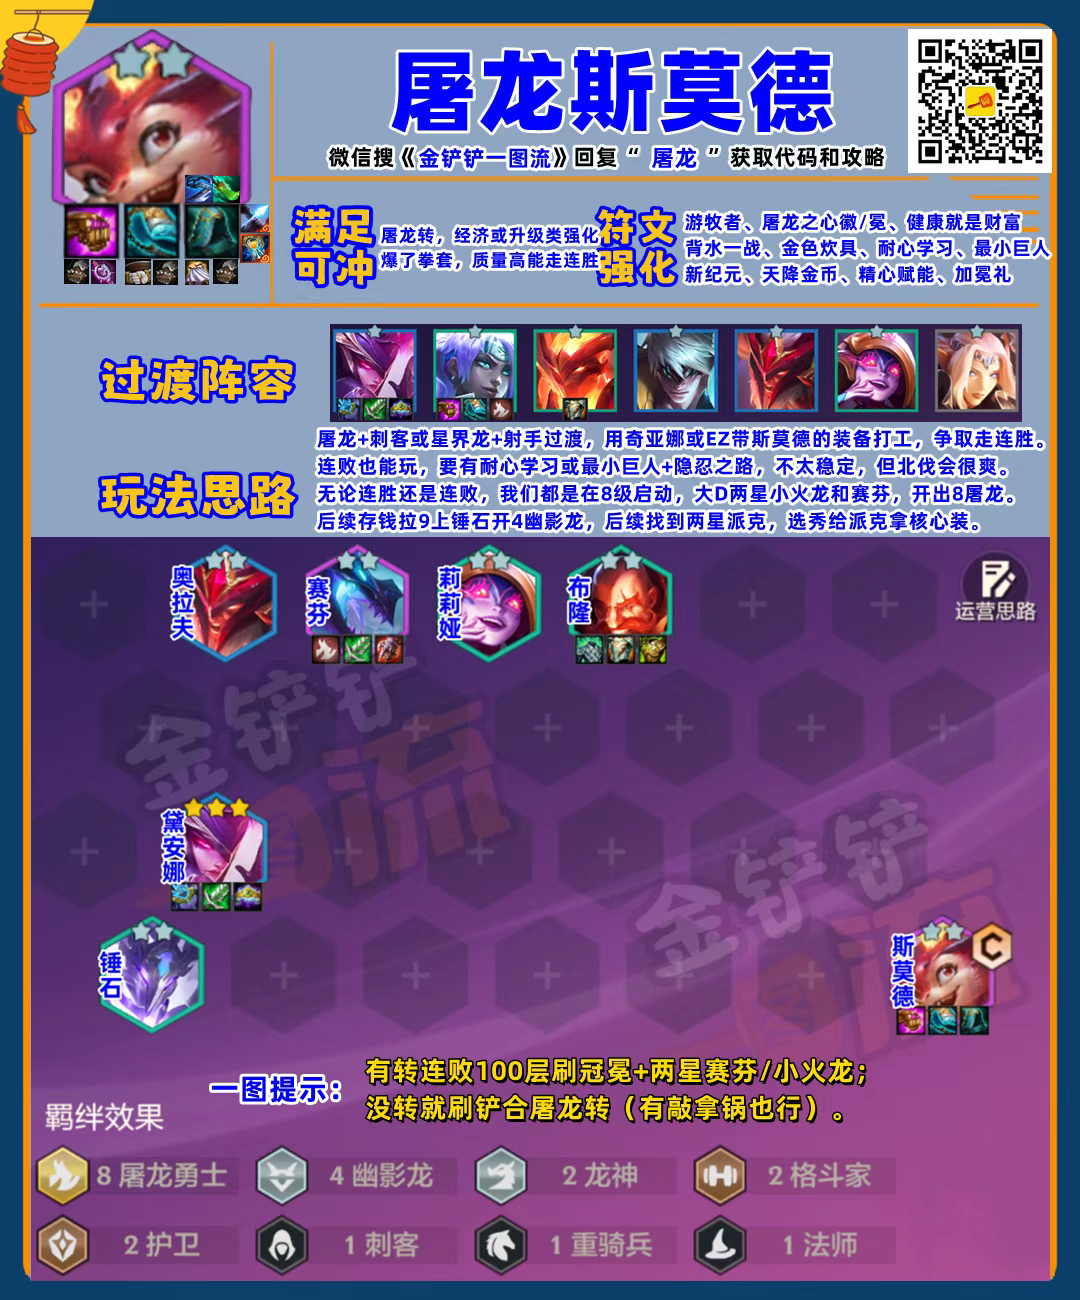 屠龙斯莫德
微信搜《金铲铲一图流》回复“屠龙”获取代码和攻略
满足可冲
屠龙转，经济或升级类强化
爆了拳套，质量高能走连胜
符文强化
游牧者、屠龙之心徽/冕、健康就是财富
背水一战、金色炊具、耐心学习、最小巨人
新纪元、天降金币、精心赋能、加冕礼
过渡阵容
玩法思路
屠龙+刺客或星界龙+射手过渡，用奇亚娜或EZ带斯莫德的装备打工，争取走连胜。
连败也能玩，要有耐心学习或最小巨人+隐忍之路，不太稳定，但北伐会很爽。
无论连胜还是连败，我们都是在8级启动，大D两星小火龙和赛芬，开出8屠龙。
后续存钱拉9上锤石开4幽影龙，后续找到两星派克，选秀给派克拿核心装。
奥拉夫
赛芬
莉莉娅
布隆
运营思路
金铲铲
一图流
黛安娜
金铲铲
一图流
锤石
斯莫德
C
一图提示：
有转连败100层刷冠冕+两星赛芬/小火龙；
没转就刷铲合屠龙转（有敲拿锅也行）。
羁绊效果
8 屠龙勇士
4 幽影龙
2 龙神
2 格斗家
2 护卫
1 刺客
1 重骑兵
1 法师